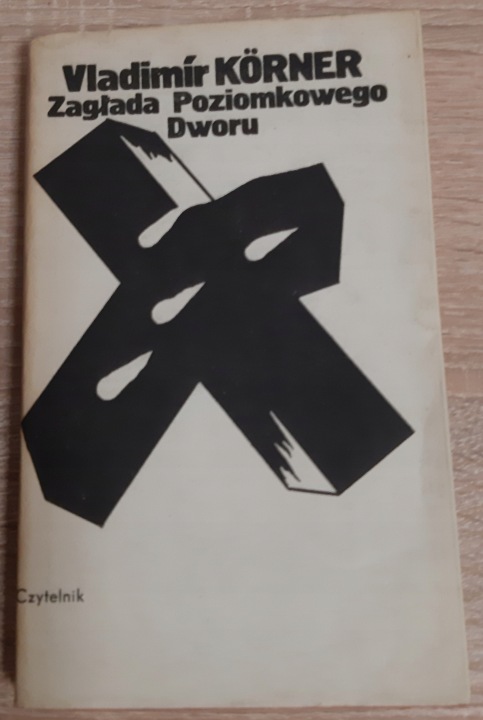 Vladimír KÖRNER
Zagłada Poziomkowego
Dworu
Czytelnik